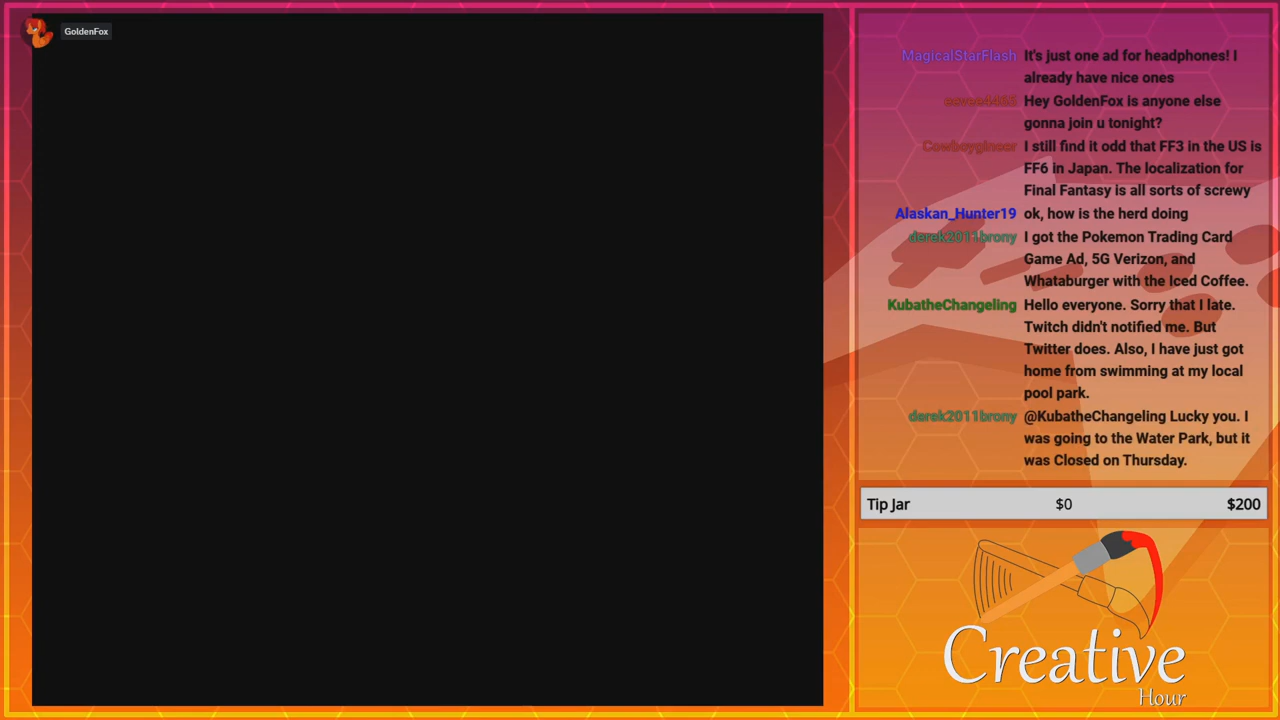 GoldenFox
MagicalStarFlash It's just one ad for headphones! I
already have nice ones
eevee4463 Hey GoldenFox is anyone else
gonna join u tonight?
Cowboygineer I still find it odd that FF3 in the US is
FF6 in Japan. The localization for
Final Fantasy is all sorts of screwy
Alaskan_Hunter19 ok, how is the herd doing
derek2011brony I got the Pokemon Trading Card
Game Ad, 5G Verizon, and
Whataburger with the Iced Coffee.
KubatheChangeling Hello everyone. Sorry that I late.
Twitch didn't notified me. But
Twitter does. Also, I have just got
home from swimming at my local
pool park.
derek2011brony @KubatheChangeling Lucky you. I
was going to the Water Park, but it
was Closed on Thursday.
Tip Jar $0 $200
Creative
Hour